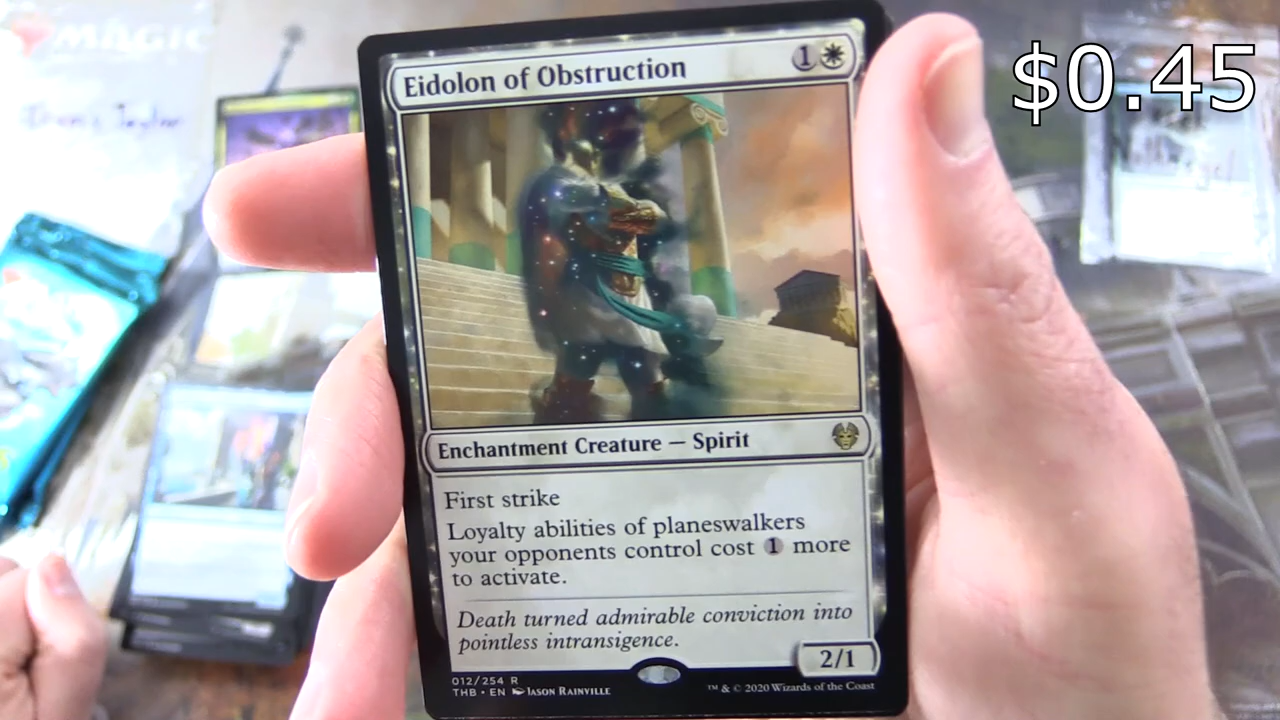 MAGIC
$0.45
Eidolon of Obstruction
1
Enchantment Creature — Spirit
First strike
Loyalty abilities of planeswalkers
your opponents control cost 1 more
to activate.
Death turned admirable conviction into
pointless intransigence.
2/1
012/254 R
THB • EN JASON RAINVILLE
™ & © 2020 Wizards of the Coast